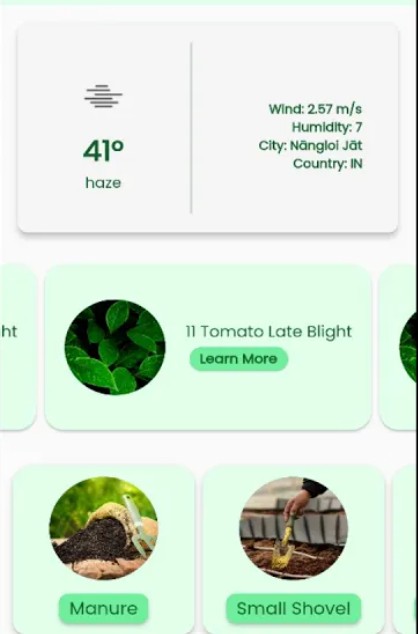 41°
haze
Wind: 2.57 m/s
Humidity: 7
City: Nāngloi Jāt
Country: IN
ht
11 Tomato Late Blight
Learn More
Manure
Small Shovel